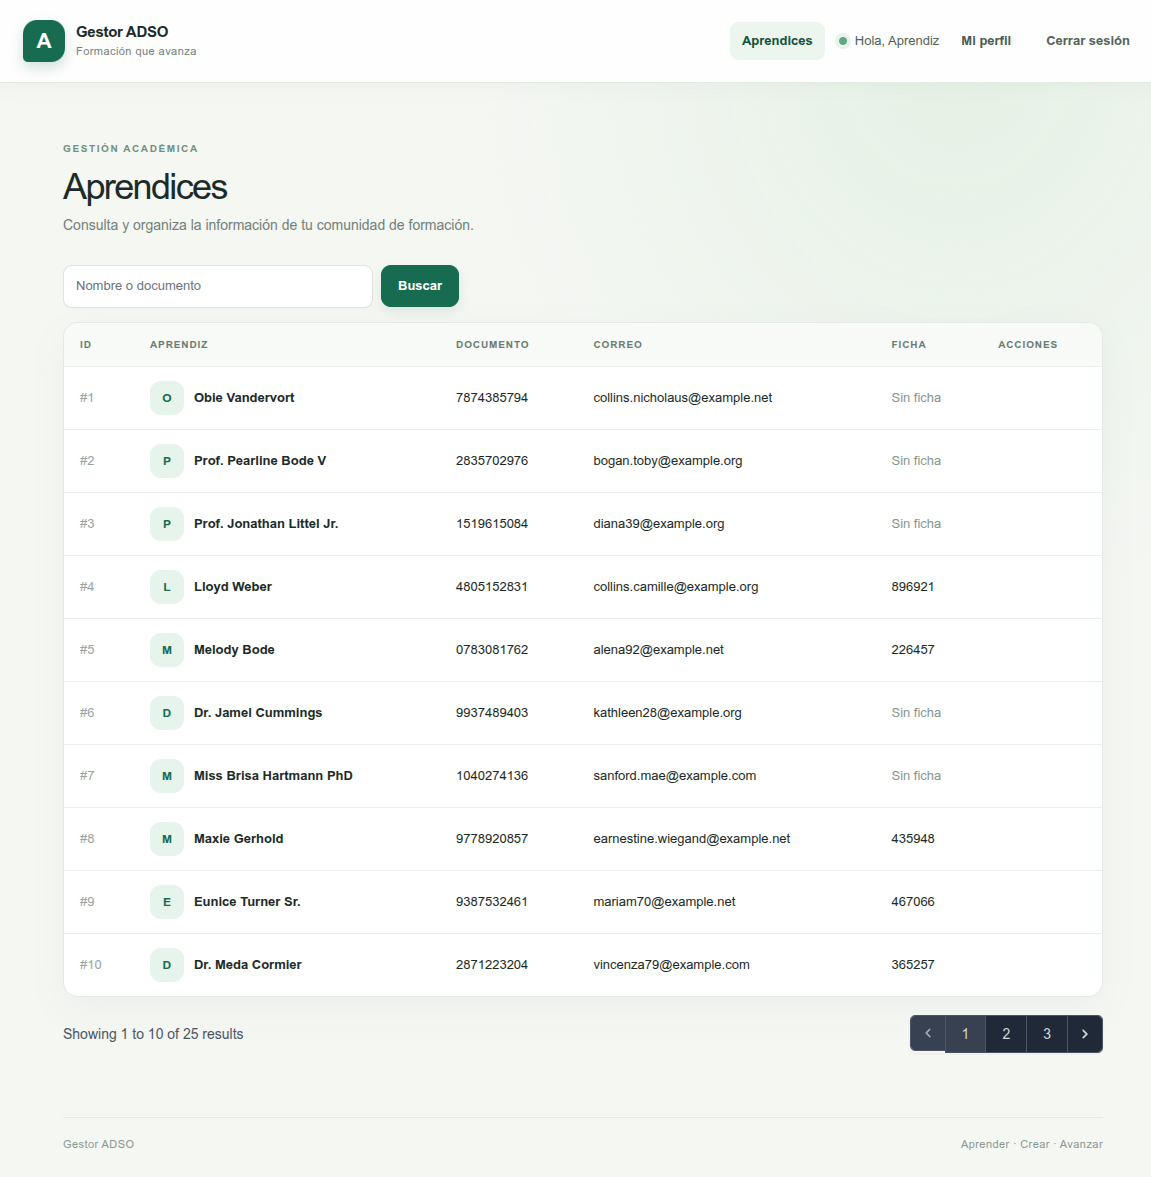 A
Gestor ADSO
Formación que avanza
Aprendices
Hola, Aprendiz
Mi perfil
Cerrar sesión
GESTIÓN ACADÉMICA
Aprendices
Consulta y organiza la información de tu comunidad de formación.
Nombre o documento
Buscar
ID APRENDIZ DOCUMENTO CORREO FICHA ACCIONES
#1 O Obie Vandervort 7874385794 collins.nicholaus@example.net Sin ficha
#2 P Prof. Pearline Bode V 2835702976 bogan.toby@example.org Sin ficha
#3 P Prof. Jonathan Littel Jr. 1519615084 diana39@example.org Sin ficha
#4 L Lloyd Weber 4805152831 collins.camille@example.org 896921
#5 M Melody Bode 0783081762 alena92@example.net 226457
#6 D Dr. Jamel Cummings 9937489403 kathleen28@example.org Sin ficha
#7 M Miss Brisa Hartmann PhD 1040274136 sanford.mae@example.com Sin ficha
#8 M Maxie Gerhold 9778920857 earnestine.wiegand@example.net 435948
#9 E Eunice Turner Sr. 9387532461 mariam70@example.net 467066
#10 D Dr. Meda Cormier 2871223204 vincenza79@example.com 365257
Showing 1 to 10 of 25 results
1 2 3
Gestor ADSO
Aprender · Crear · Avanzar